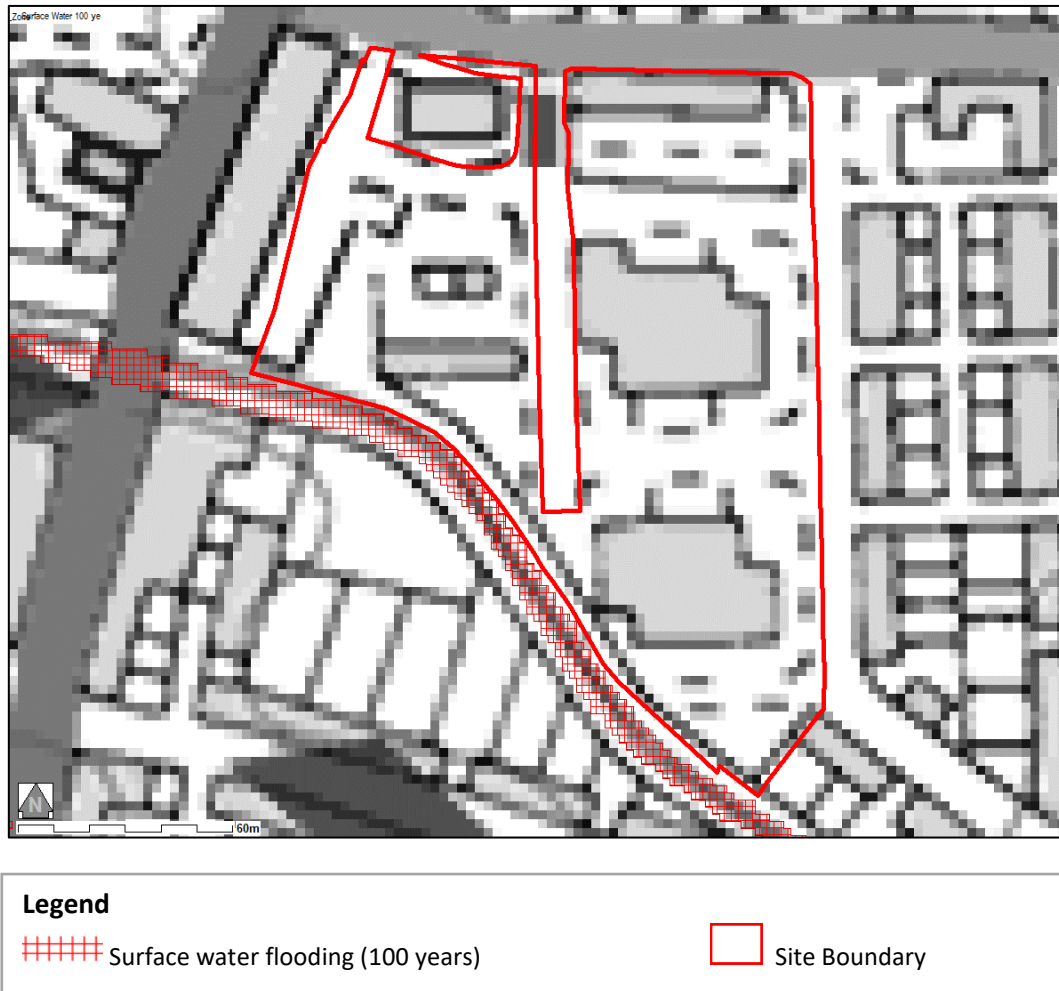 Surface Water 100 ye
N
60m
Legend
Surface water flooding (100 years)
Site Boundary